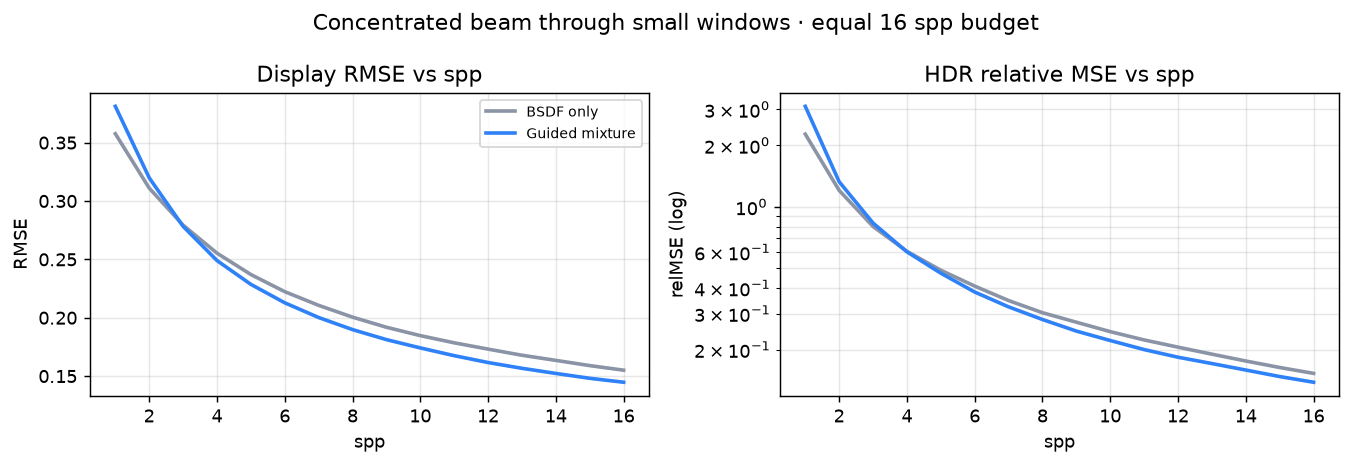 Concentrated beam through small windows · equal 16 spp budget
Display RMSE vs spp
RMSE
0.35
0.30
0.25
0.20
0.15
2 4 6 8 10 12 14 16
spp
BSDF only
Guided mixture
HDR relative MSE vs spp
relMSE (log)
3 × 10⁰
2 × 10⁰
10⁰
6 × 10⁻¹
4 × 10⁻¹
3 × 10⁻¹
2 × 10⁻¹
2 4 6 8 10 12 14 16
spp